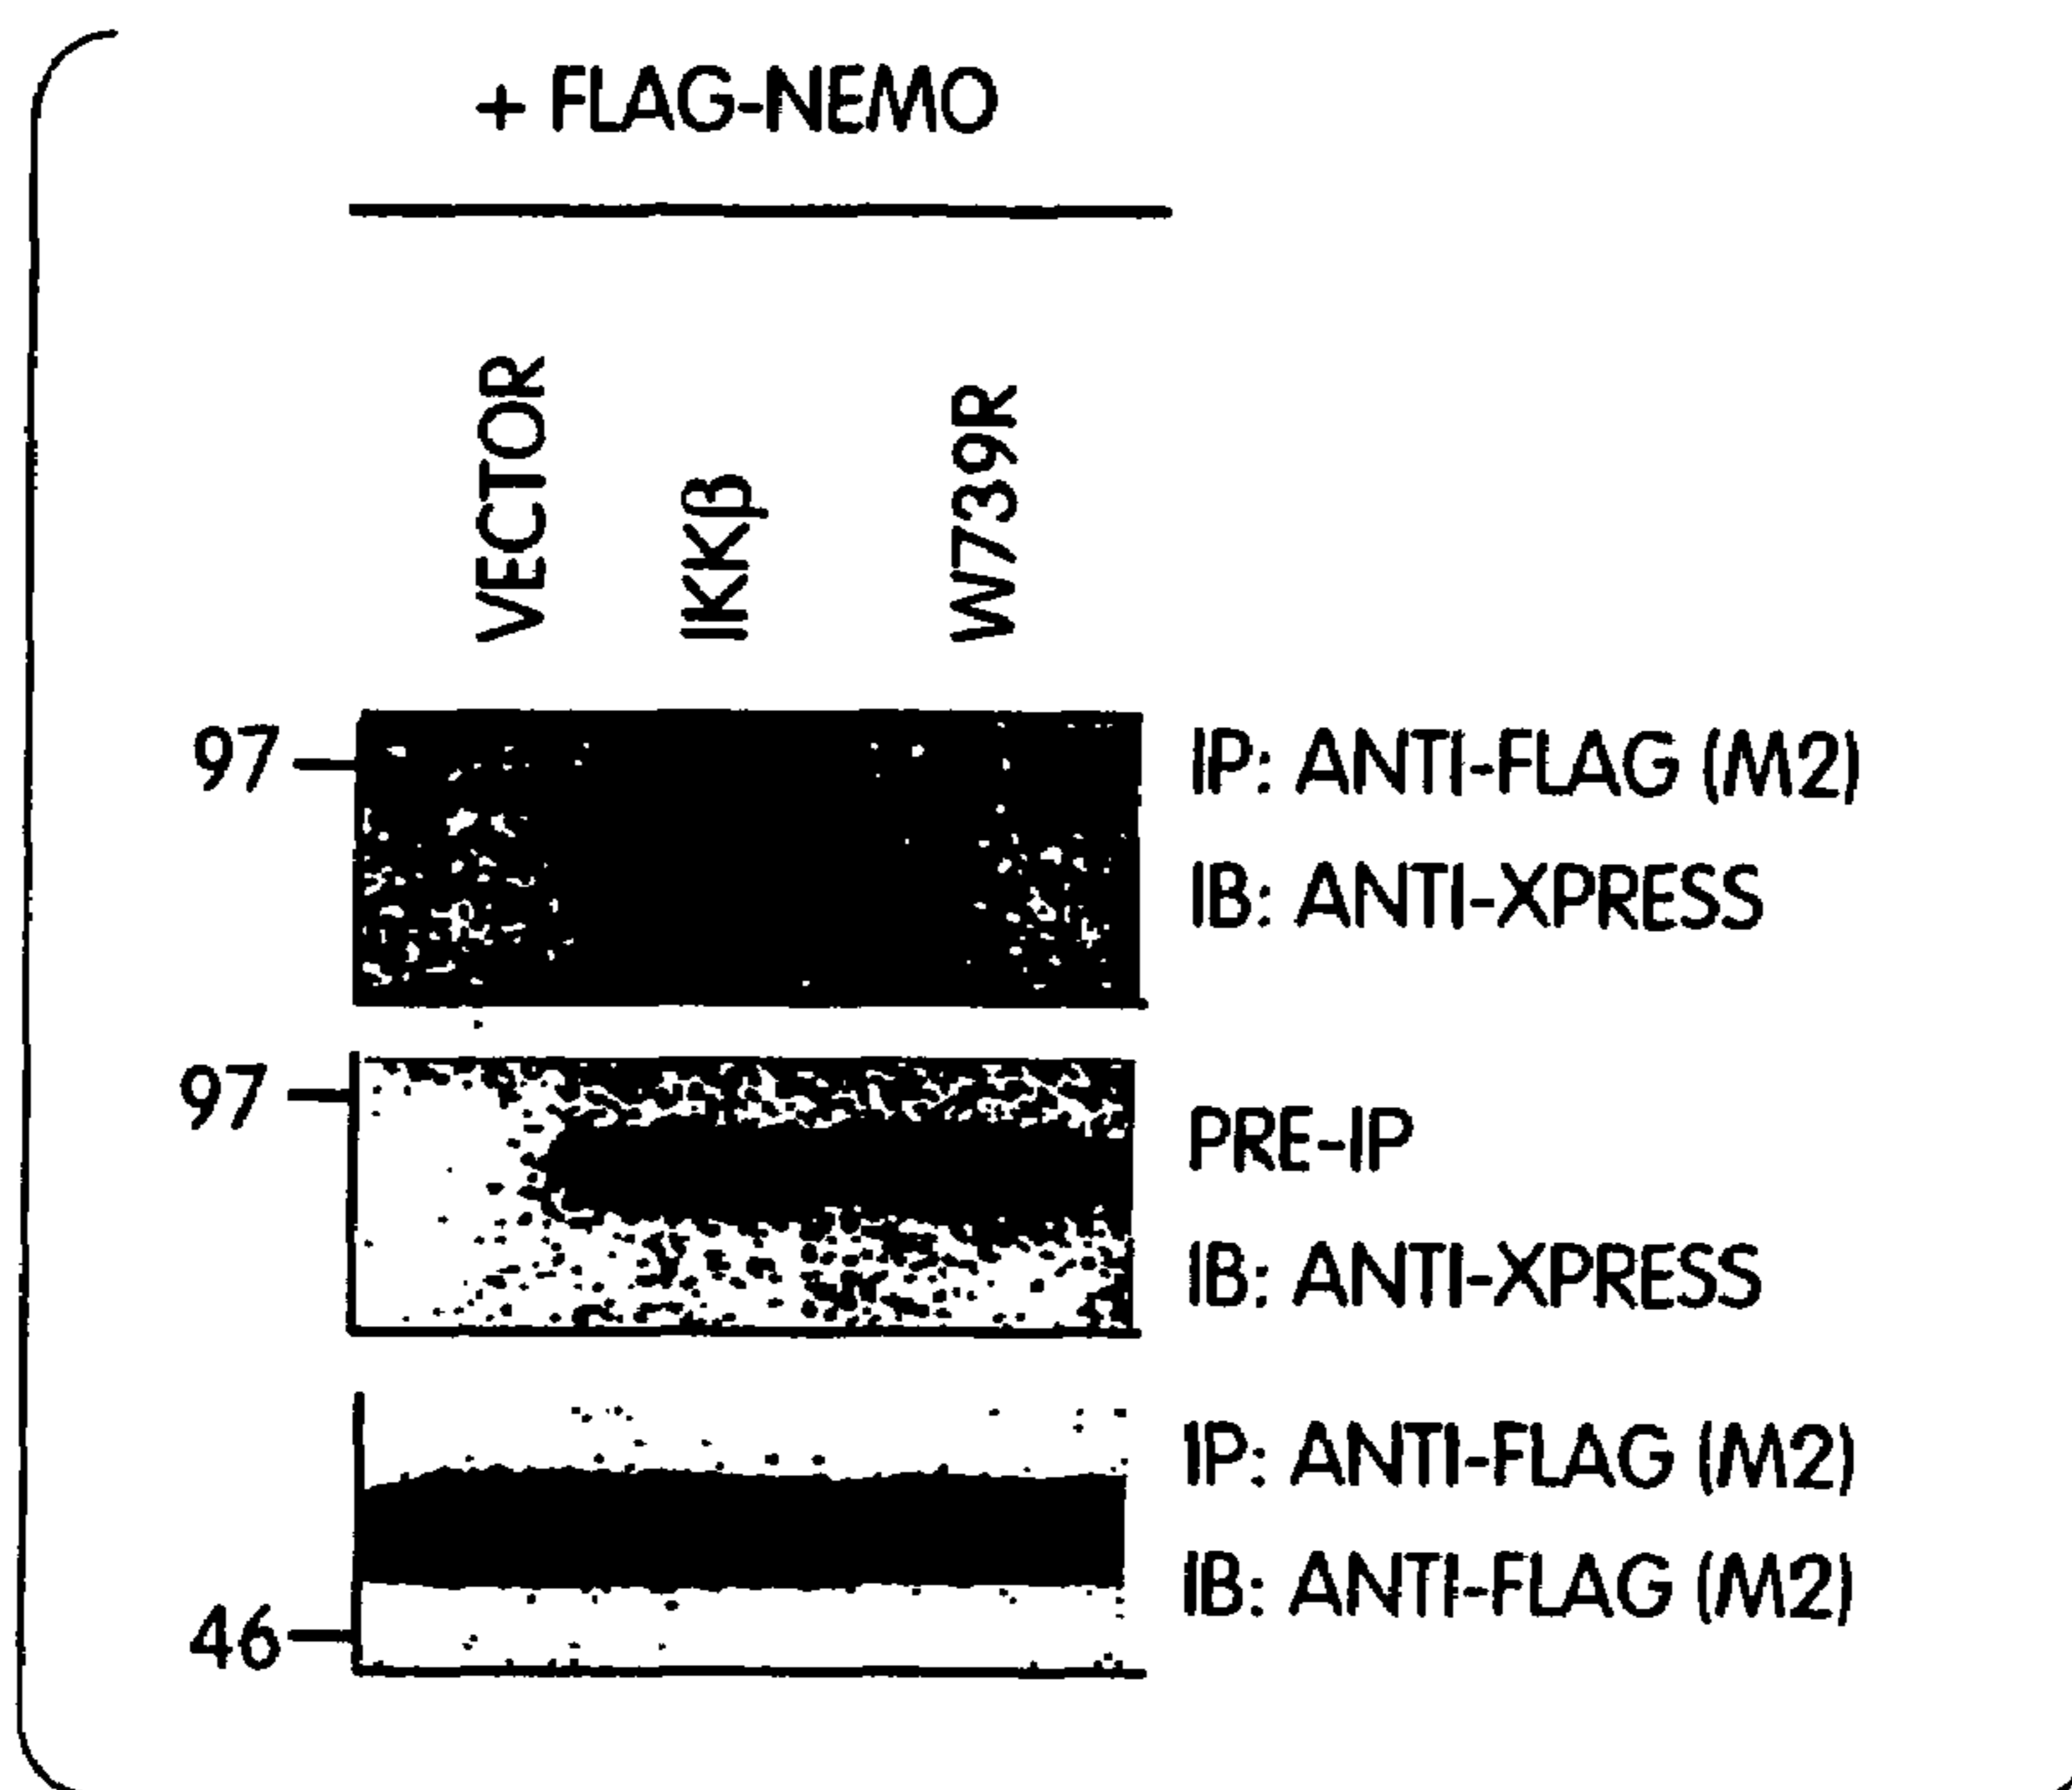 + FLAG-NEMO
VECTOR
IKKβ
W739R
97
IP: ANTI-FLAG (M2)
IB: ANTI-XPRESS
97
PRE-IP
IB: ANTI-XPRESS
IP: ANTI-FLAG (M2)
IB: ANTI-FLAG (M2)
46